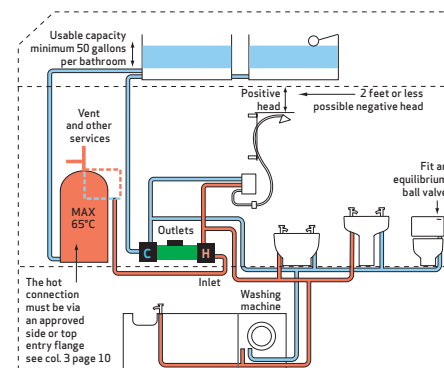 Usable capacity
minimum 50 gallons
per bathroom
Positive
head
2 feet or less
possible negative head
Vent
and other
services
Fit an
equilibrium
ball valve
MAX
65°C
Outlets
C
H
Inlet
The hot
connection
must be via
an approved
side or top
entry flange
see col. 3 page 10
Washing
machine